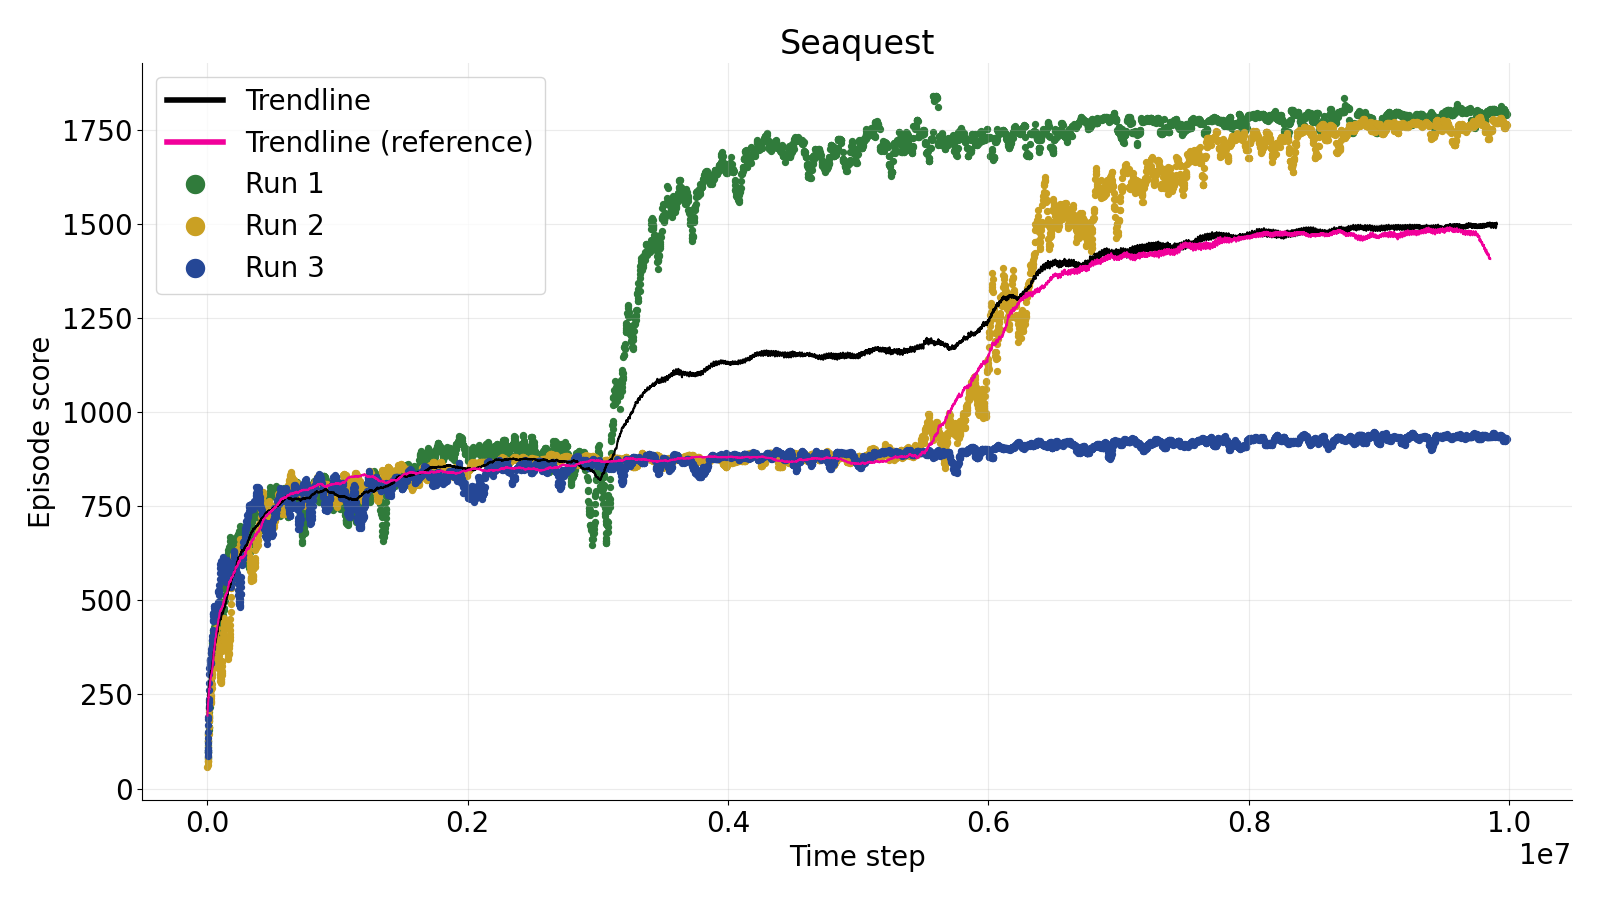 Seaquest
Trendline
Trendline (reference)
Run 1
Run 2
Run 3
Episode score
1750
1500
1250
1000
750
500
250
0
0.0 0.2 0.4 0.6 0.8 1.0
1e7
Time step